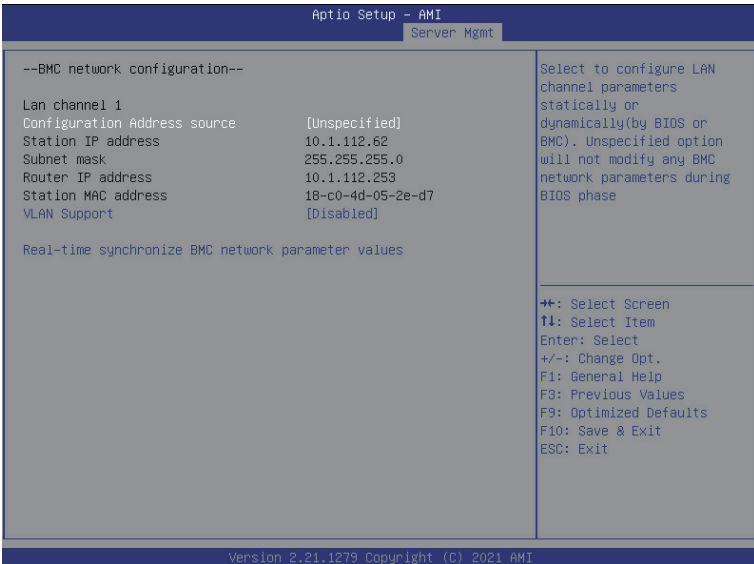 Aptio Setup – AMI
Server Mgmt
--BMC network configuration--
Lan channel 1
Configuration Address source [Unspecified]
Station IP address 10.1.112.62
Subnet mask 255.255.255.0
Router IP address 10.1.112.253
Station MAC address 18-c0-4d-05-2e-d7
VLAN Support [Disabled]
Real-time synchronize BMC network parameter values
Select to configure LAN
channel parameters
statically or
dynamically(by BIOS or
BMC). Unspecified option
will not modify any BMC
network parameters during
BIOS phase
→←: Select Screen
↑↓: Select Item
Enter: Select
+/-: Change Opt.
F1: General Help
F3: Previous Values
F9: Optimized Defaults
F10: Save & Exit
ESC: Exit
Version 2.21.1279 Copyright (C) 2021 AMI